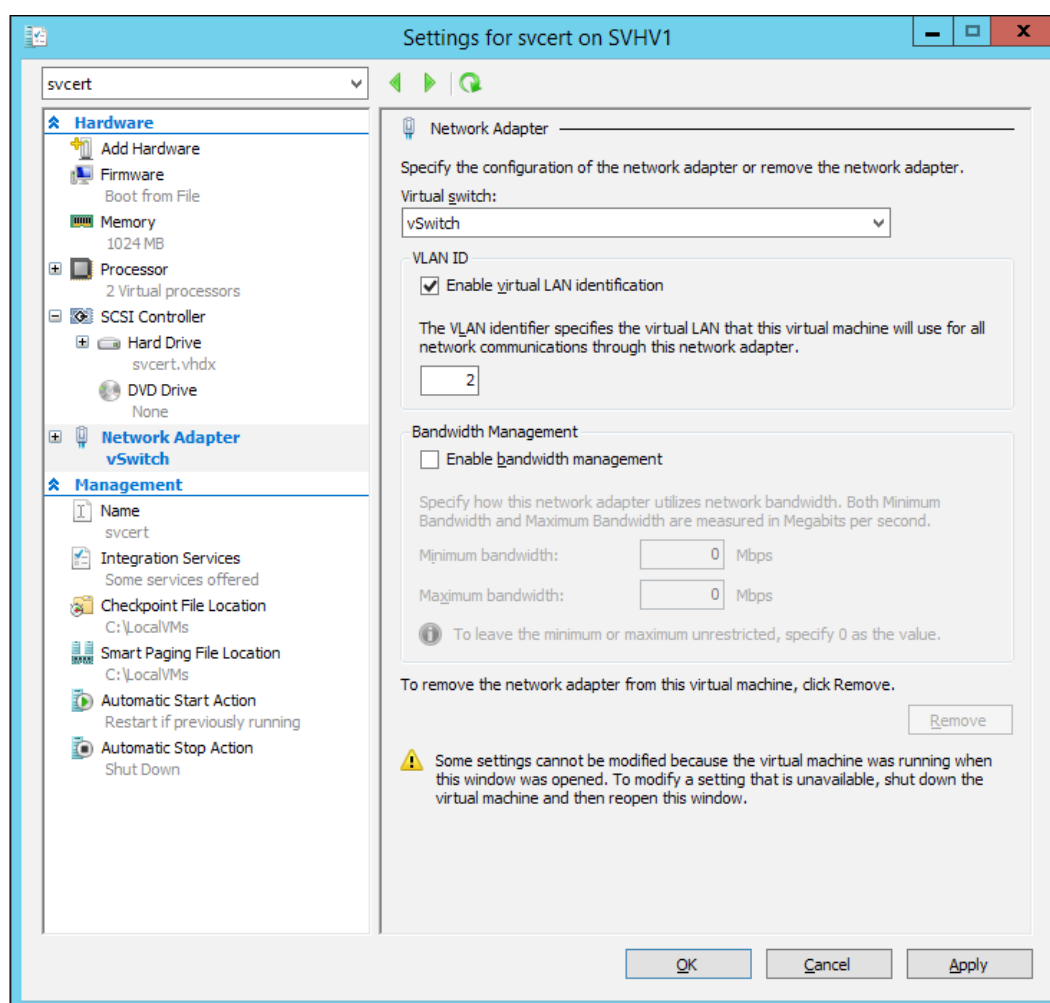 Settings for svcert on SVHV1
svcert
Hardware
Add Hardware
Firmware
Boot from File
Memory
1024 MB
Processor
2 Virtual processors
SCSI Controller
Hard Drive
svcert.vhdx
DVD Drive
None
Network Adapter
vSwitch
Management
Name
svcert
Integration Services
Some services offered
Checkpoint File Location
C:\LocalVMs
Smart Paging File Location
C:\LocalVMs
Automatic Start Action
Restart if previously running
Automatic Stop Action
Shut Down
Network Adapter
Specify the configuration of the network adapter or remove the network adapter.
Virtual switch:
vSwitch
VLAN ID
Enable virtual LAN identification
The VLAN identifier specifies the virtual LAN that this virtual machine will use for all
network communications through this network adapter.
2
Bandwidth Management
Enable bandwidth management
Specify how this network adapter utilizes network bandwidth. Both Minimum
Bandwidth and Maximum Bandwidth are measured in Megabits per second.
Minimum bandwidth: 0 Mbps
Maximum bandwidth: 0 Mbps
To leave the minimum or maximum unrestricted, specify 0 as the value.
To remove the network adapter from this virtual machine, click Remove.
Remove
Some settings cannot be modified because the virtual machine was running when
this window was opened. To modify a setting that is unavailable, shut down the
virtual machine and then reopen this window.
OK Cancel Apply